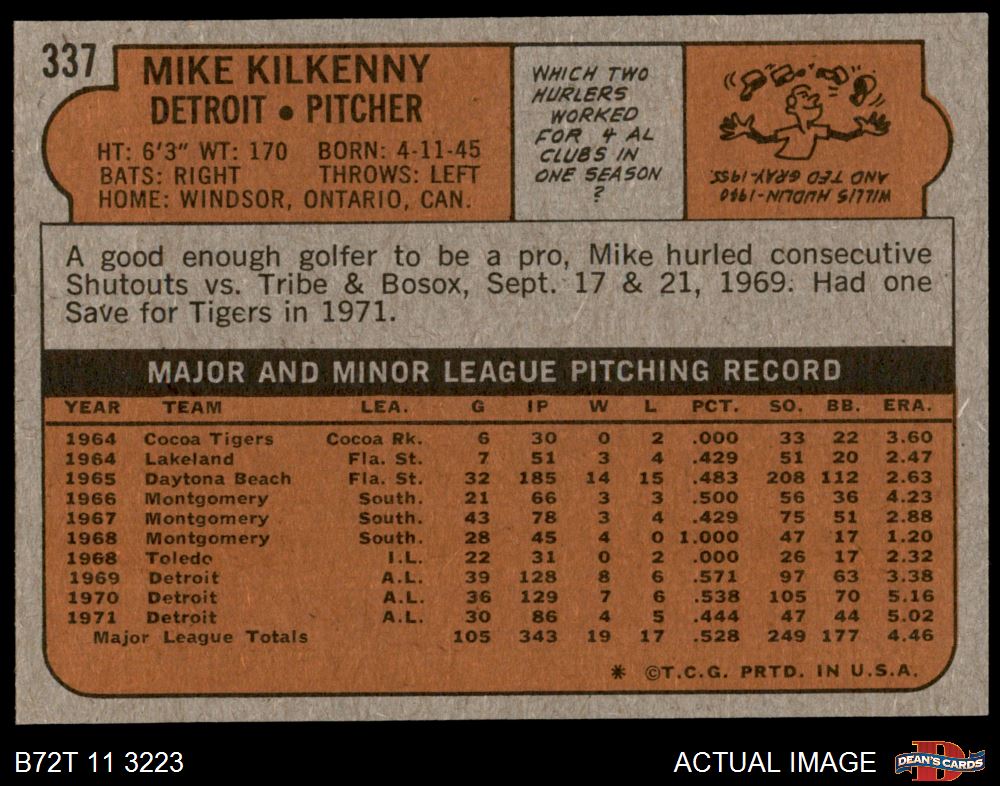 337
MIKE KILKENNY
DETROIT • PITCHER
HT: 6'3" WT: 170 BORN: 4-11-45
BATS: RIGHT THROWS: LEFT
HOME: WINDSOR, ONTARIO, CAN.
WHICH TWO
HURLERS
WORKED
FOR 4 AL
CLUBS IN
ONE SEASON
?
WILLIS HUDLIN-1940
AND TED GRAY-1955.
A good enough golfer to be a pro, Mike hurled consecutive
Shutouts vs. Tribe & Bosox, Sept. 17 & 21, 1969. Had one
Save for Tigers in 1971.
MAJOR AND MINOR LEAGUE PITCHING RECORD
YEAR TEAM LEA. G IP W L PCT. SO. BB. ERA.
1964 Cocoa Tigers Cocoa Rk. 6 30 0 2 .000 33 22 3.60
1964 Lakeland Fla. St. 7 51 3 4 .429 51 20 2.47
1965 Daytona Beach Fla. St. 32 185 14 15 .483 208 112 2.63
1966 Montgomery South. 21 66 3 3 .500 56 36 4.23
1967 Montgomery South. 43 78 3 4 .429 75 51 2.88
1968 Montgomery South. 28 45 4 0 1.000 47 17 1.20
1968 Toledo I.L. 22 31 0 2 .000 26 17 2.32
1969 Detroit A.L. 39 128 8 6 .571 97 63 3.38
1970 Detroit A.L. 36 129 7 6 .538 105 70 5.16
1971 Detroit A.L. 30 86 4 5 .444 47 44 5.02
Major League Totals 105 343 19 17 .528 249 177 4.46
* ©T.C.G. PRTD. IN U.S.A.
B72T 11 3223
ACTUAL IMAGE
D
DEAN'S CARDS